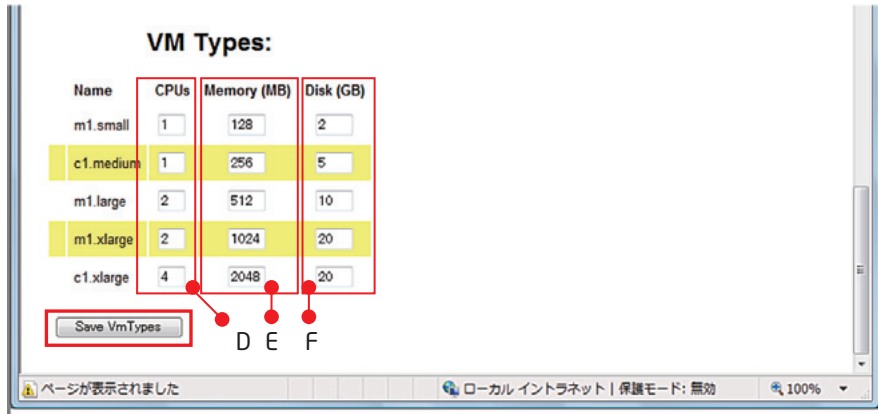 VM Types:
Name CPUs Memory (MB) Disk (GB)
m1.small 1 128 2
c1.medium 1 256 5
m1.large 2 512 10
m1.xlarge 2 1024 20
c1.xlarge 4 2048 20
Save VmTypes
D E F
ページが表示されました ローカル イントラネット | 保護モード: 無効 100%